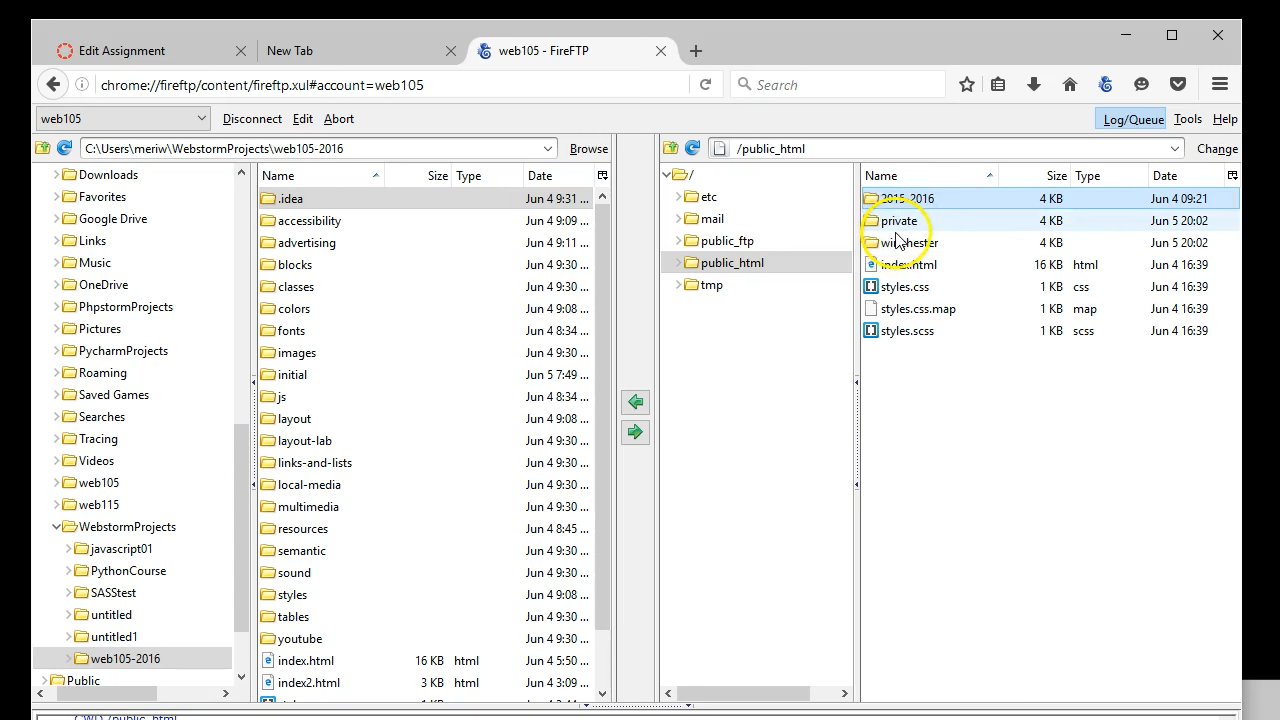 Edit Assignment
New Tab
web105 - FireFTP
chrome://fireftp/content/fireftp.xul#account=web105
Search
web105
Disconnect Edit Abort
Log/Queue Tools Help
C:\Users\meriw\WebstormProjects\web105-2016
Browse
/public_html
Change
Downloads
Favorites
Google Drive
Links
Music
OneDrive
PhpstormProjects
Pictures
PycharmProjects
Roaming
Saved Games
Searches
Tracing
Videos
web105
web115
WebstormProjects
javascript01
PythonCourse
SASStest
untitled
untitled1
web105-2016
Public
Name Size Type Date
.idea Jun 4 9:31 ...
accessibility Jun 4 9:09 ...
advertising Jun 4 9:11 ...
blocks Jun 4 9:30 ...
classes Jun 4 9:30 ...
colors Jun 4 9:08 ...
fonts Jun 4 8:34 ...
images Jun 4 9:30 ...
initial Jun 5 7:49 ...
js Jun 4 8:34 ...
layout Jun 4 9:08 ...
layout-lab Jun 4 9:30 ...
links-and-lists Jun 4 9:30 ...
local-media Jun 4 9:30 ...
multimedia Jun 4 9:30 ...
resources Jun 4 8:45 ...
semantic Jun 4 9:30 ...
sound Jun 4 9:30 ...
styles Jun 4 9:08 ...
tables Jun 4 9:30 ...
youtube Jun 4 9:30 ...
index.html 16 KB html Jun 4 5:50 ...
index2.html 3 KB html Jun 4 3:09 ...
/
etc
mail
public_ftp
public_html
tmp
Name Size Type Date
2015-2016 4 KB Jun 4 09:21
private 4 KB Jun 5 20:02
winchester 4 KB Jun 5 20:02
index.html 16 KB html Jun 4 16:39
styles.css 1 KB css Jun 4 16:39
styles.css.map 1 KB map Jun 4 16:39
styles.scss 1 KB scss Jun 4 16:39
CWD /public_html